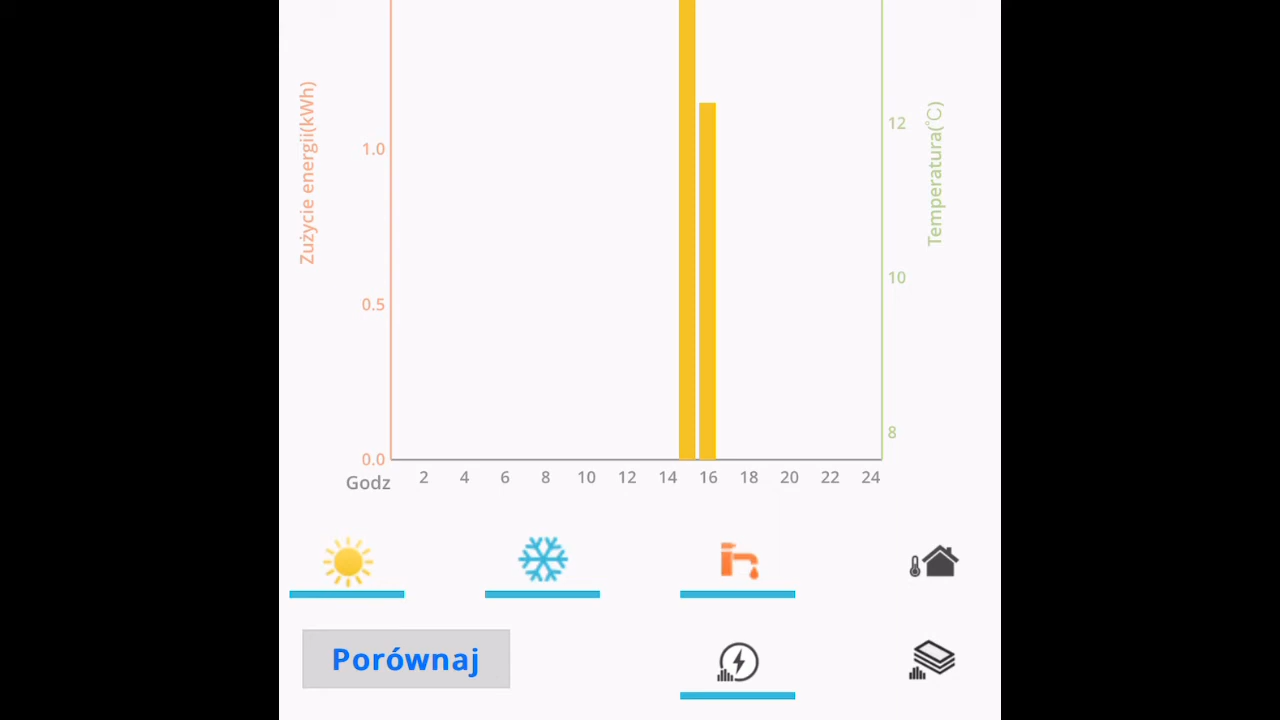 Zużycie energii(kWh)
1.0
0.5
0.0
12
10
8
Temperatura(℃)
Godz 2 4 6 8 10 12 14 16 18 20 22 24
Porównaj